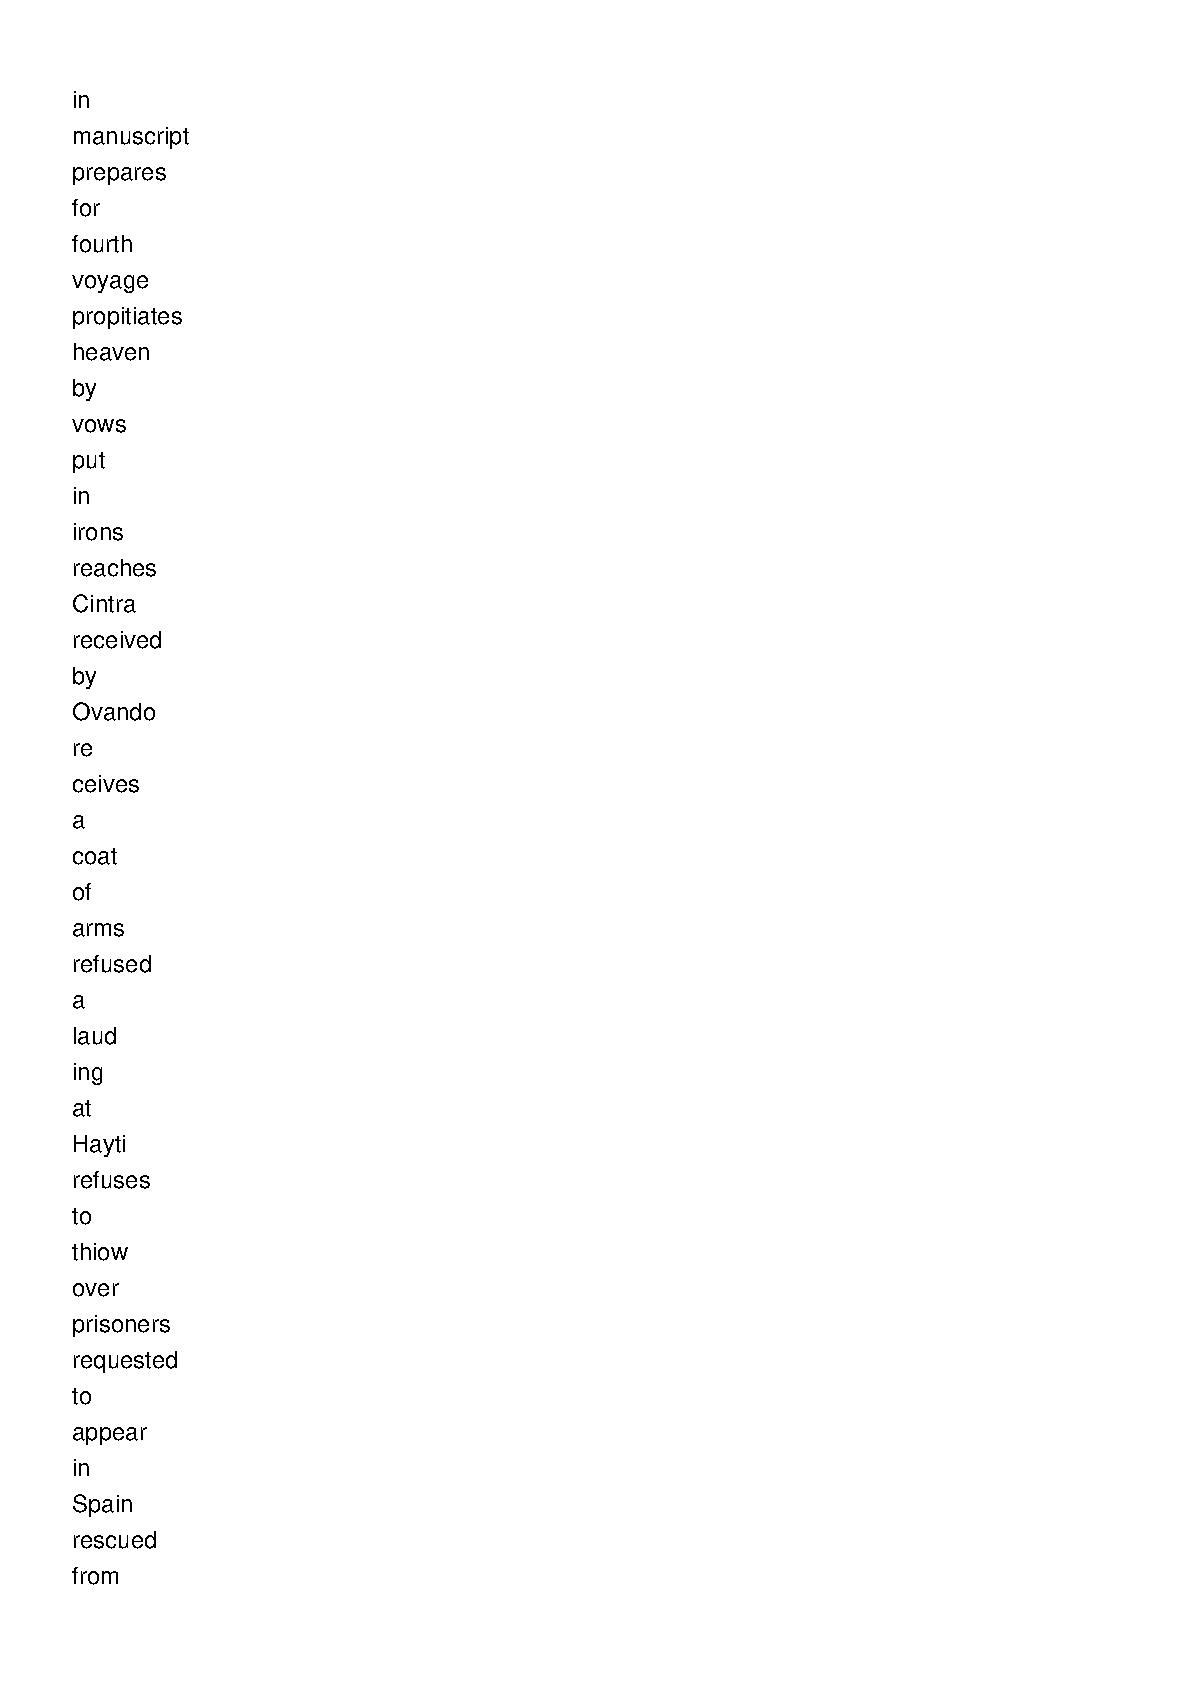 in
manuscript
prepares
for
fourth
voyage
propitiates
heaven
by
vows
put
in
irons
reaches
Cintra
received
by
Ovando
re
ceives
a
coat
of
arms
refused
a
laud
ing
at
Hayti
refuses
to
thiow
over
prisoners
requested
to
appear
in
Spain
rescued
from